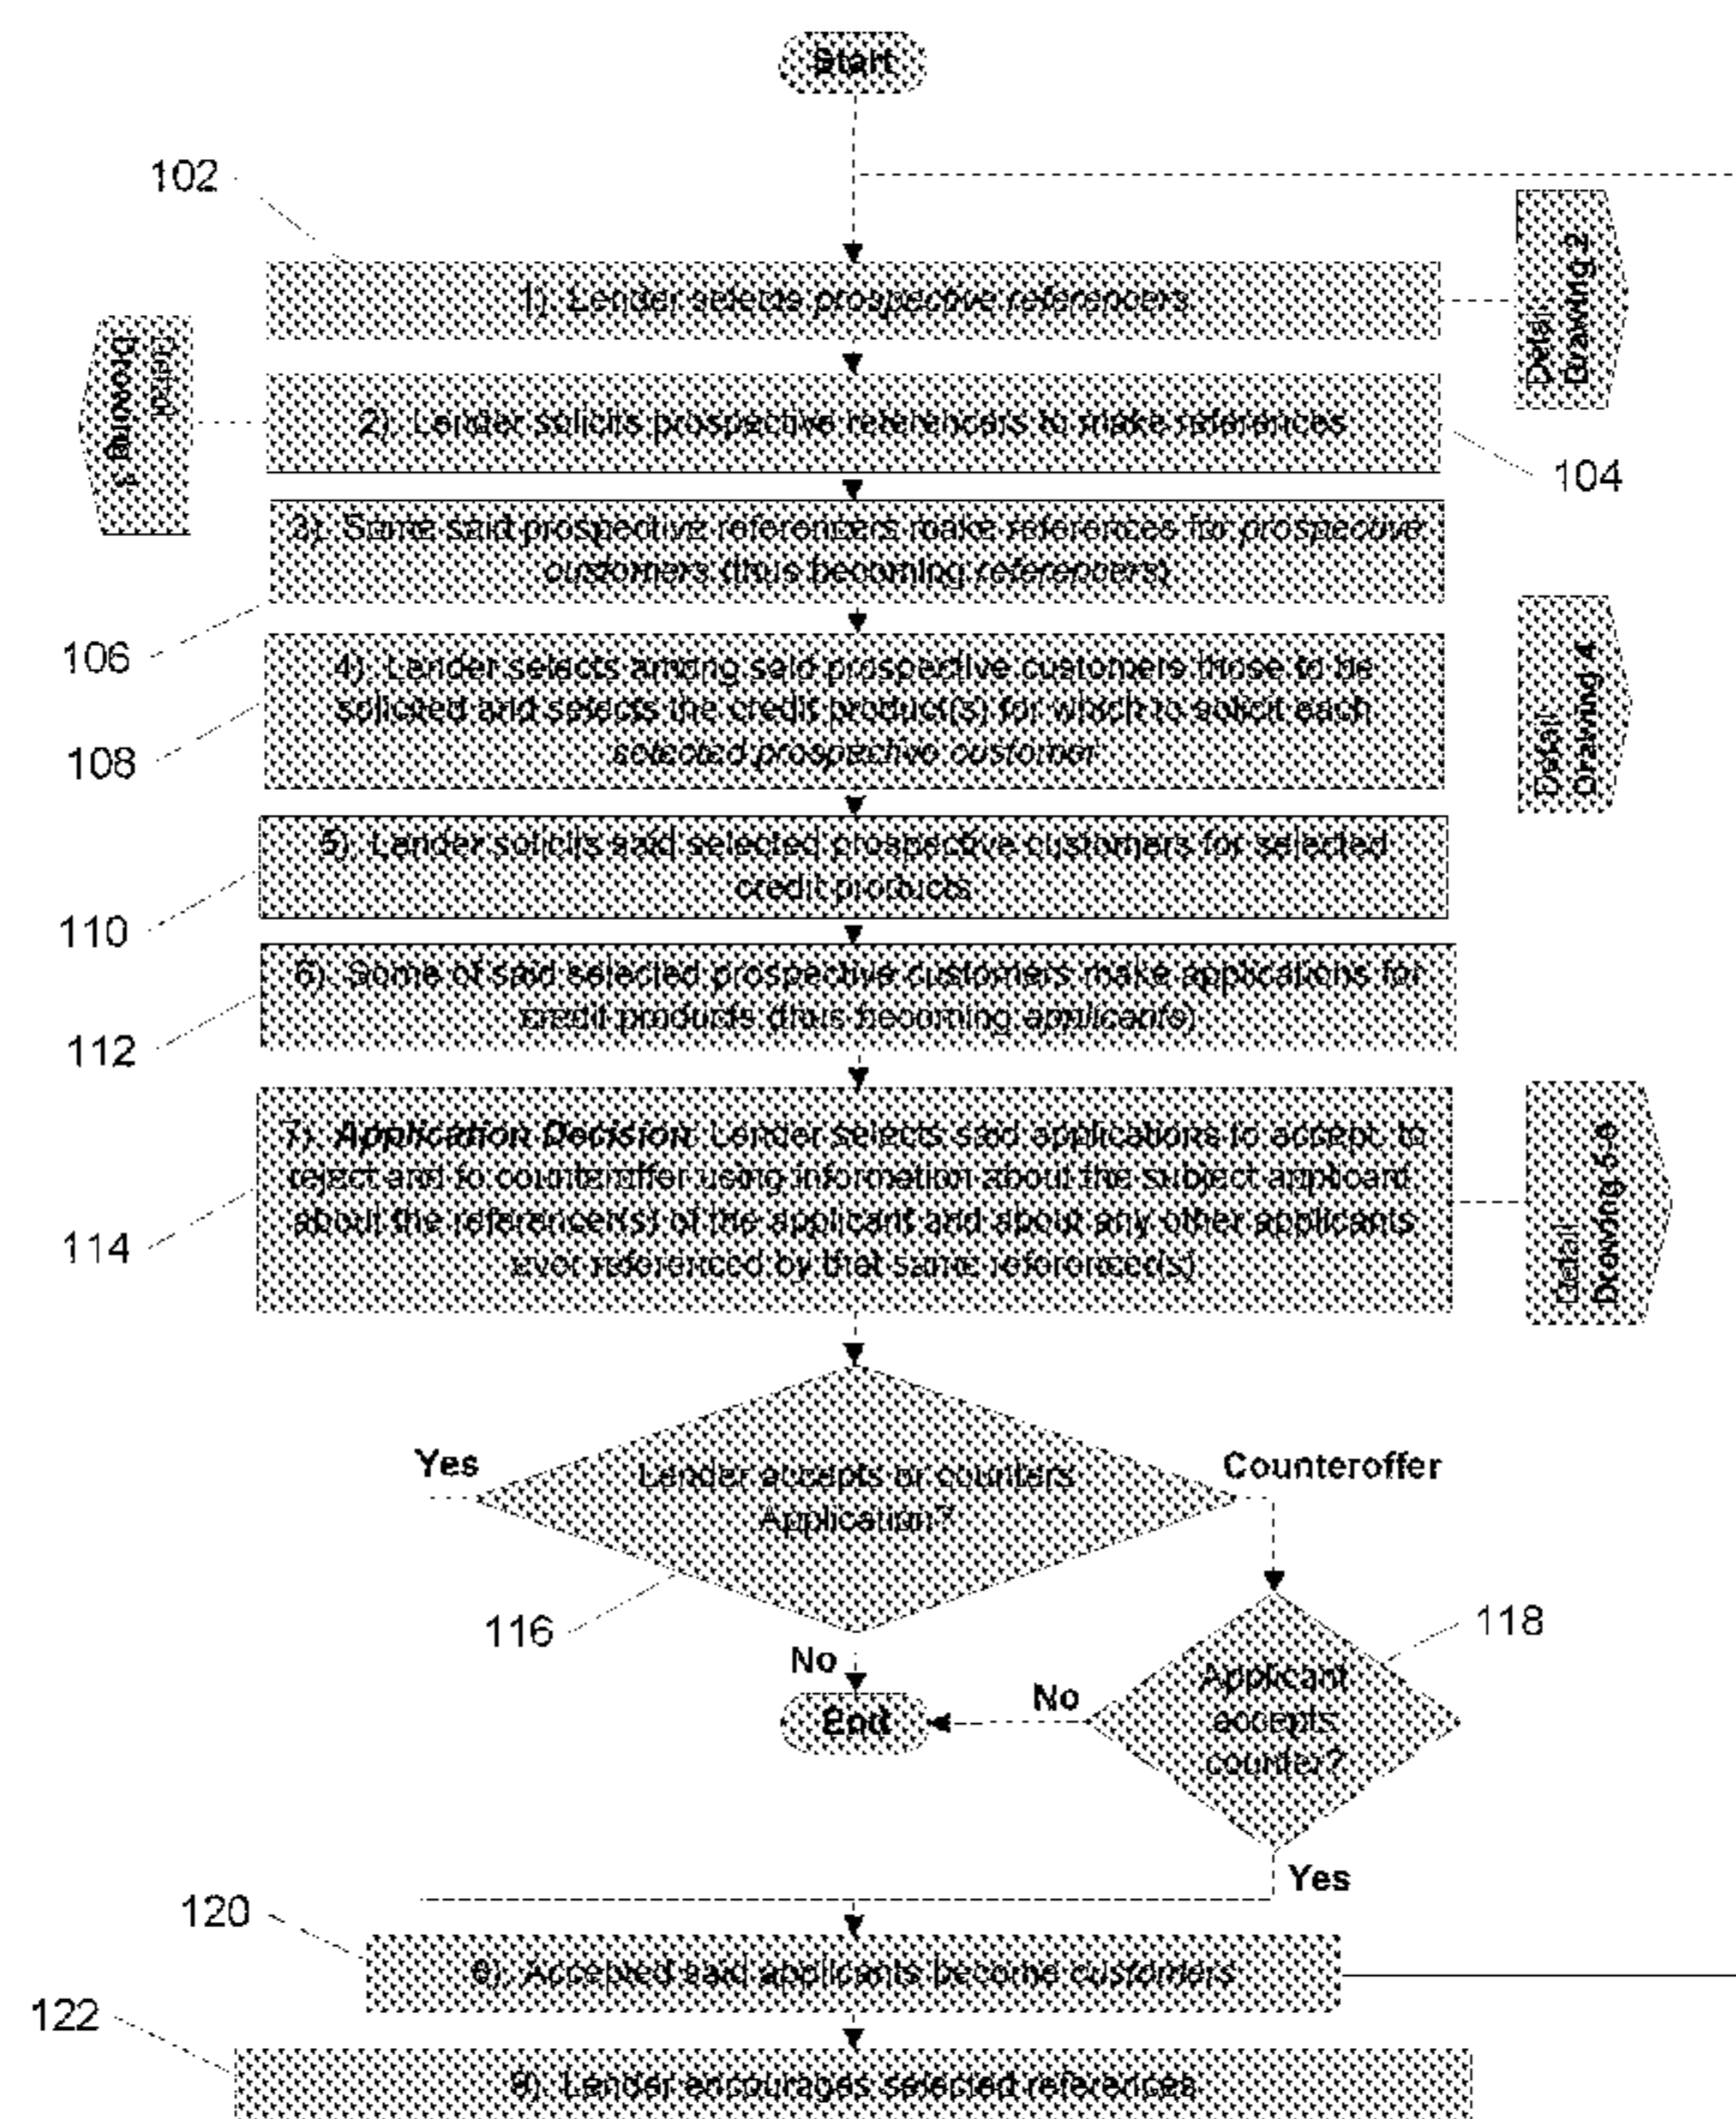 Start
102
1). Lender selects prospective referencers
Detail
Drawing 2
Detail
Drawing 3
2). Lender solicits prospective referencers to make references
104
3). Some said prospective referencers make references for prospective
customers (thus becoming referencers)
106
4). Lender selects among said prospective customers those to be
solicited and selects the credit product(s) for which to solicit each
selected prospective customer
108
Detail
Drawing 4
5). Lender solicits said selected prospective customers for selected
credit products
110
6). Some of said selected prospective customers make applications for
credit products (thus becoming applicants)
112
7). Application Decision: Lender selects said applications to accept, to
reject and to counteroffer using information about the subject applicant
about the referencer(s) of the applicant and about any other applicants
ever referenced by that same referencer(s)
114
Detail
Drawing 5-6
Yes
Lender accepts or counters
Application?
Counteroffer
116
118
No
End
No
Applicant
accepts
counter?
Yes
120
8). Accepted said applicants become customers
122
9). Lender encourages selected references